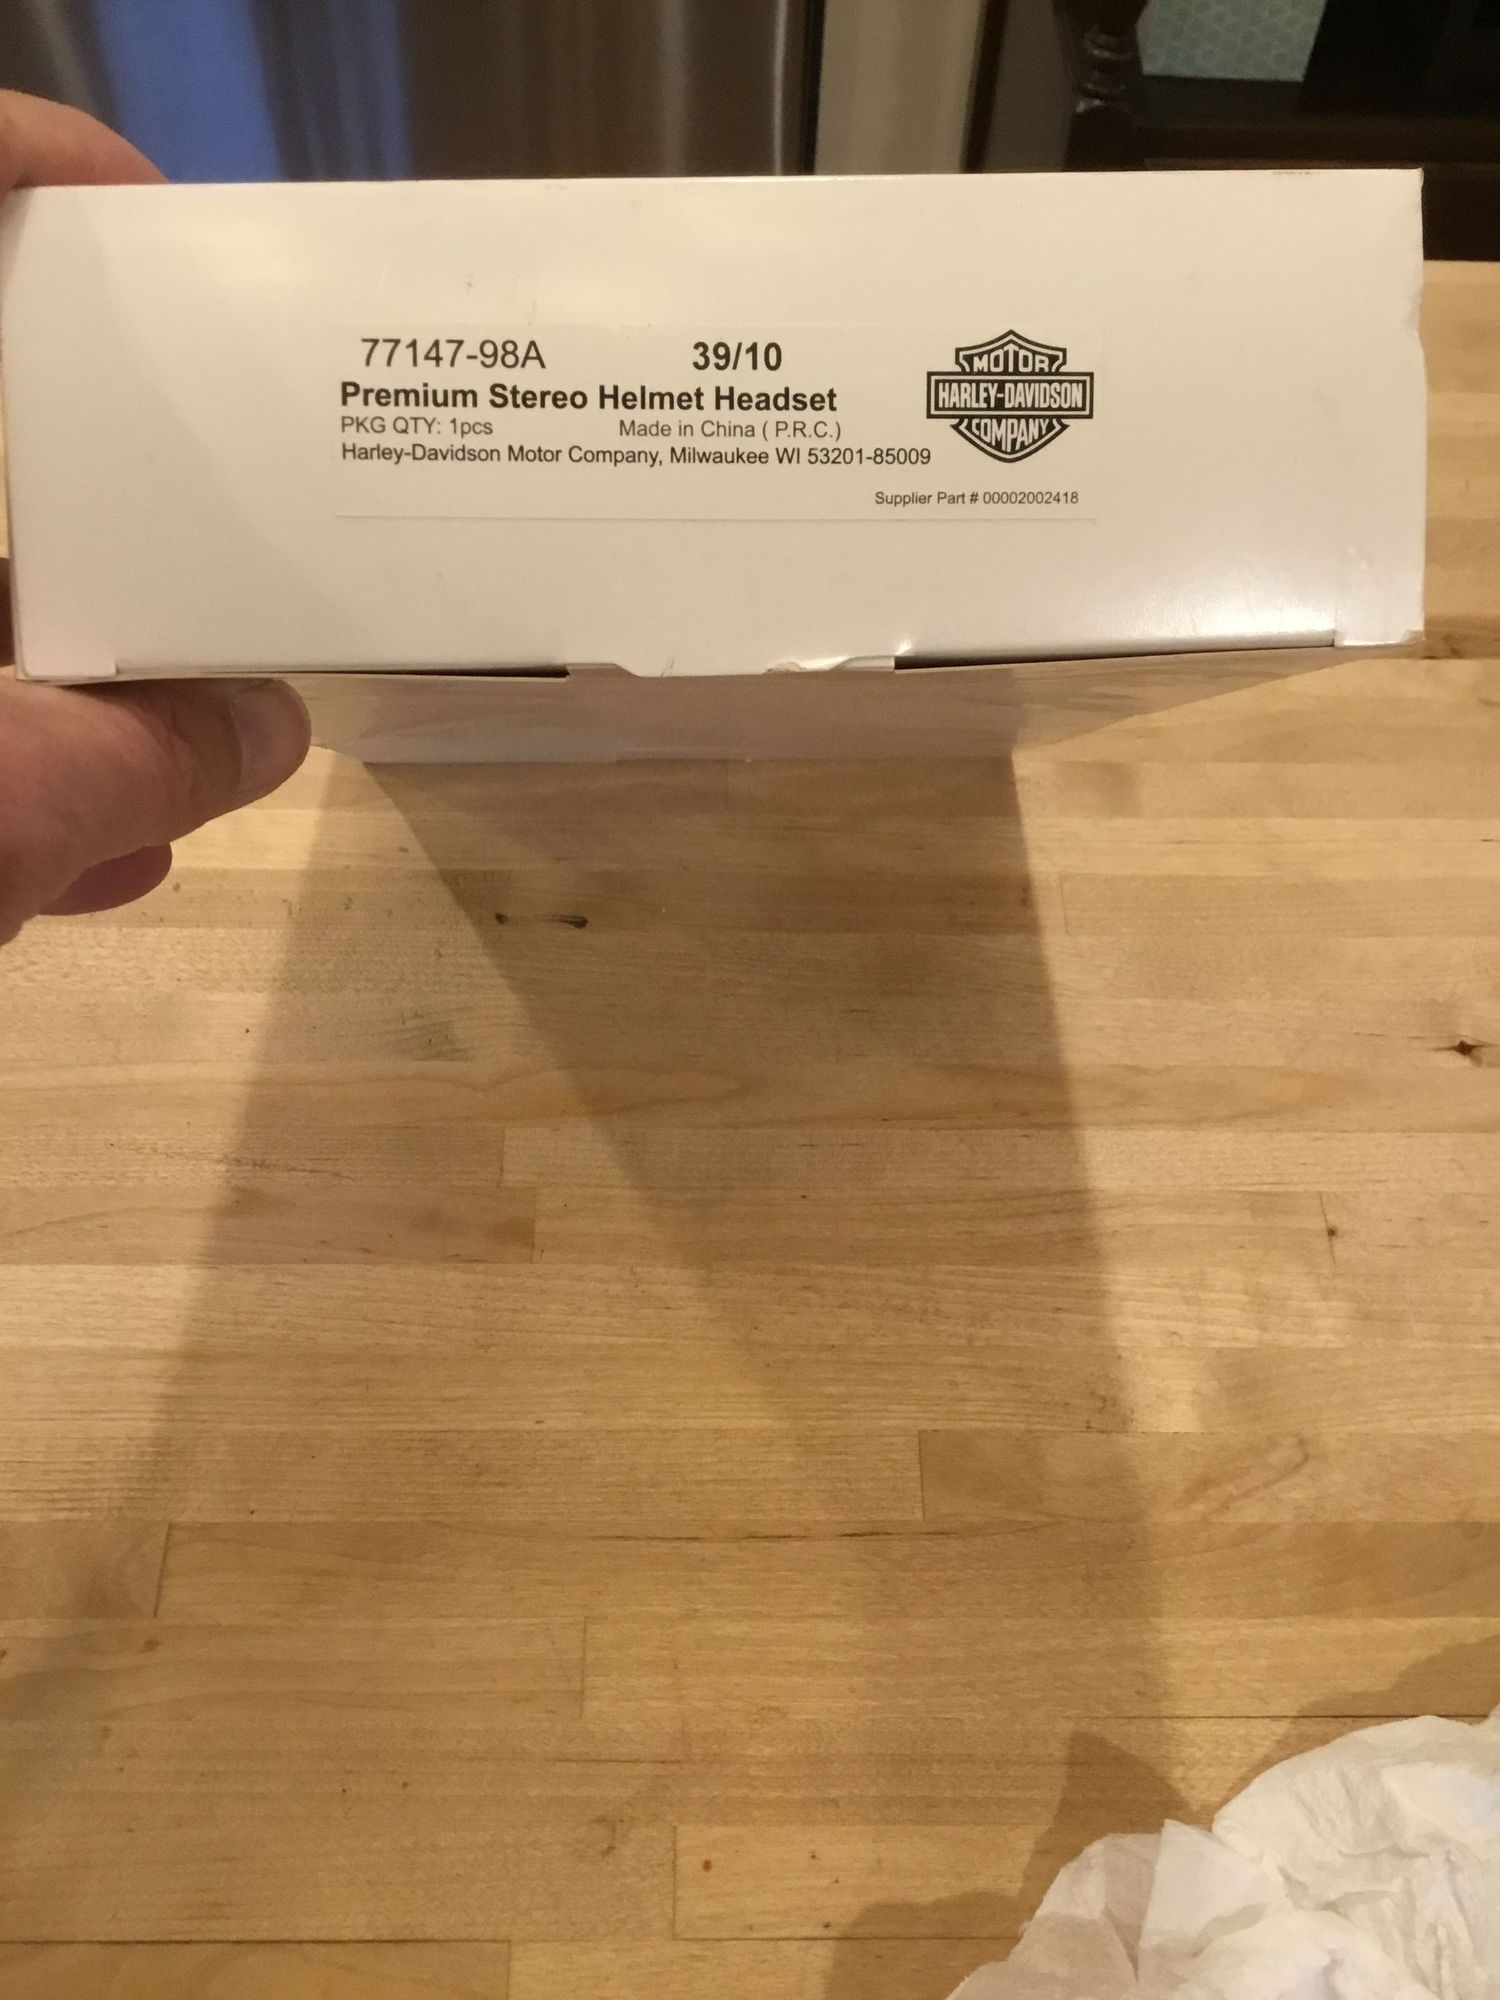 77147-98A 39/10
Premium Stereo Helmet Headset
PKG QTY: 1pcs Made in China ( P.R.C.)
Harley-Davidson Motor Company, Milwaukee WI 53201-85009
Supplier Part # 00002002418
MOTOR
HARLEY-DAVIDSON
COMPANY